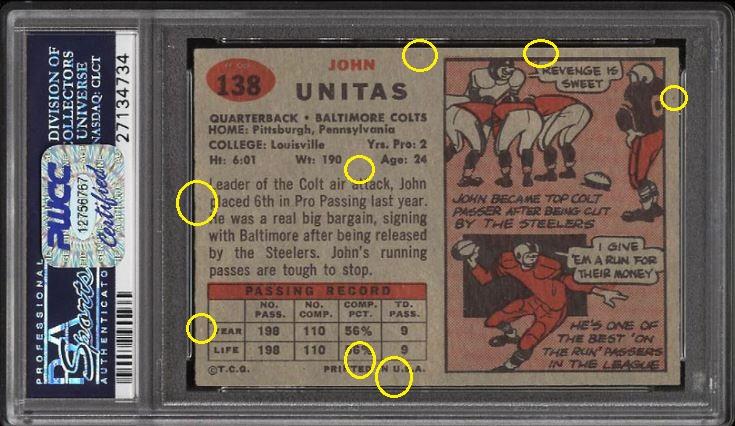 138
JOHN
UNITAS
QUARTERBACK • BALTIMORE COLTS
HOME: Pittsburgh, Pennsylvania
COLLEGE: Louisville Yrs. Pro: 2
Ht: 6:01 Wt: 190 Age: 24
Leader of the Colt air attack, John
placed 6th in Pro Passing last year.
He was a real big bargain, signing
with Baltimore after being released
by the Steelers. John's running
passes are tough to stop.
PASSING RECORD
NO. PASS. NO. COMP. COMP. PCT. TD. PASS.
YEAR 198 110 56% 9
LIFE 198 110 56% 9
©T.C.G. PRINTED IN U.S.A.
REVENGE IS
SWEET
JOHN BECAME TOP COLT
PASSER AFTER BEING CUT
BY THE STEELERS
I GIVE
'EM A RUN FOR
THEIR MONEY
HE'S ONE OF
THE BEST 'ON
THE RUN' PASSERS
IN THE LEAGUE
PROFESSIONAL
Sports
AUTHENTICATO
DIVISION OF
COLLECTORS
UNIVERSE
NASDAQ: CLCT
27134734
PWCC
12756767
Certified